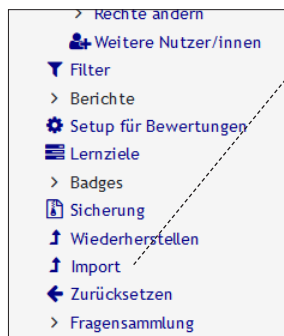 Rechte ändern
Weitere Nutzer/innen
Filter
Berichte
Setup für Bewertungen
Lernziele
Badges
Sicherung
Wiederherstellen
Import
Zurücksetzen
Fragensammlung